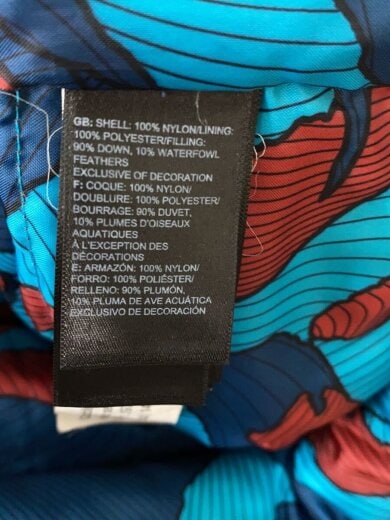 GB: SHELL: 100% NYLON/LINING:
100% POLYESTER/FILLING:
90% DOWN, 10% WATERFOWL
FEATHERS
EXCLUSIVE OF DECORATION
F: COQUE: 100% NYLON/
DOUBLURE: 100% POLYESTER/
BOURRAGE: 90% DUVET,
10% PLUMES D'OISEAUX
AQUATIQUES
À L'EXCEPTION DES
DÉCORATIONS
E: ARMAZÓN: 100% NYLON/
FORRO: 100% POLIÉSTER/
RELLENO: 90% PLUMÓN,
10% PLUMA DE AVE ACUÁTICA
EXCLUSIVO DE DECORACIÓN